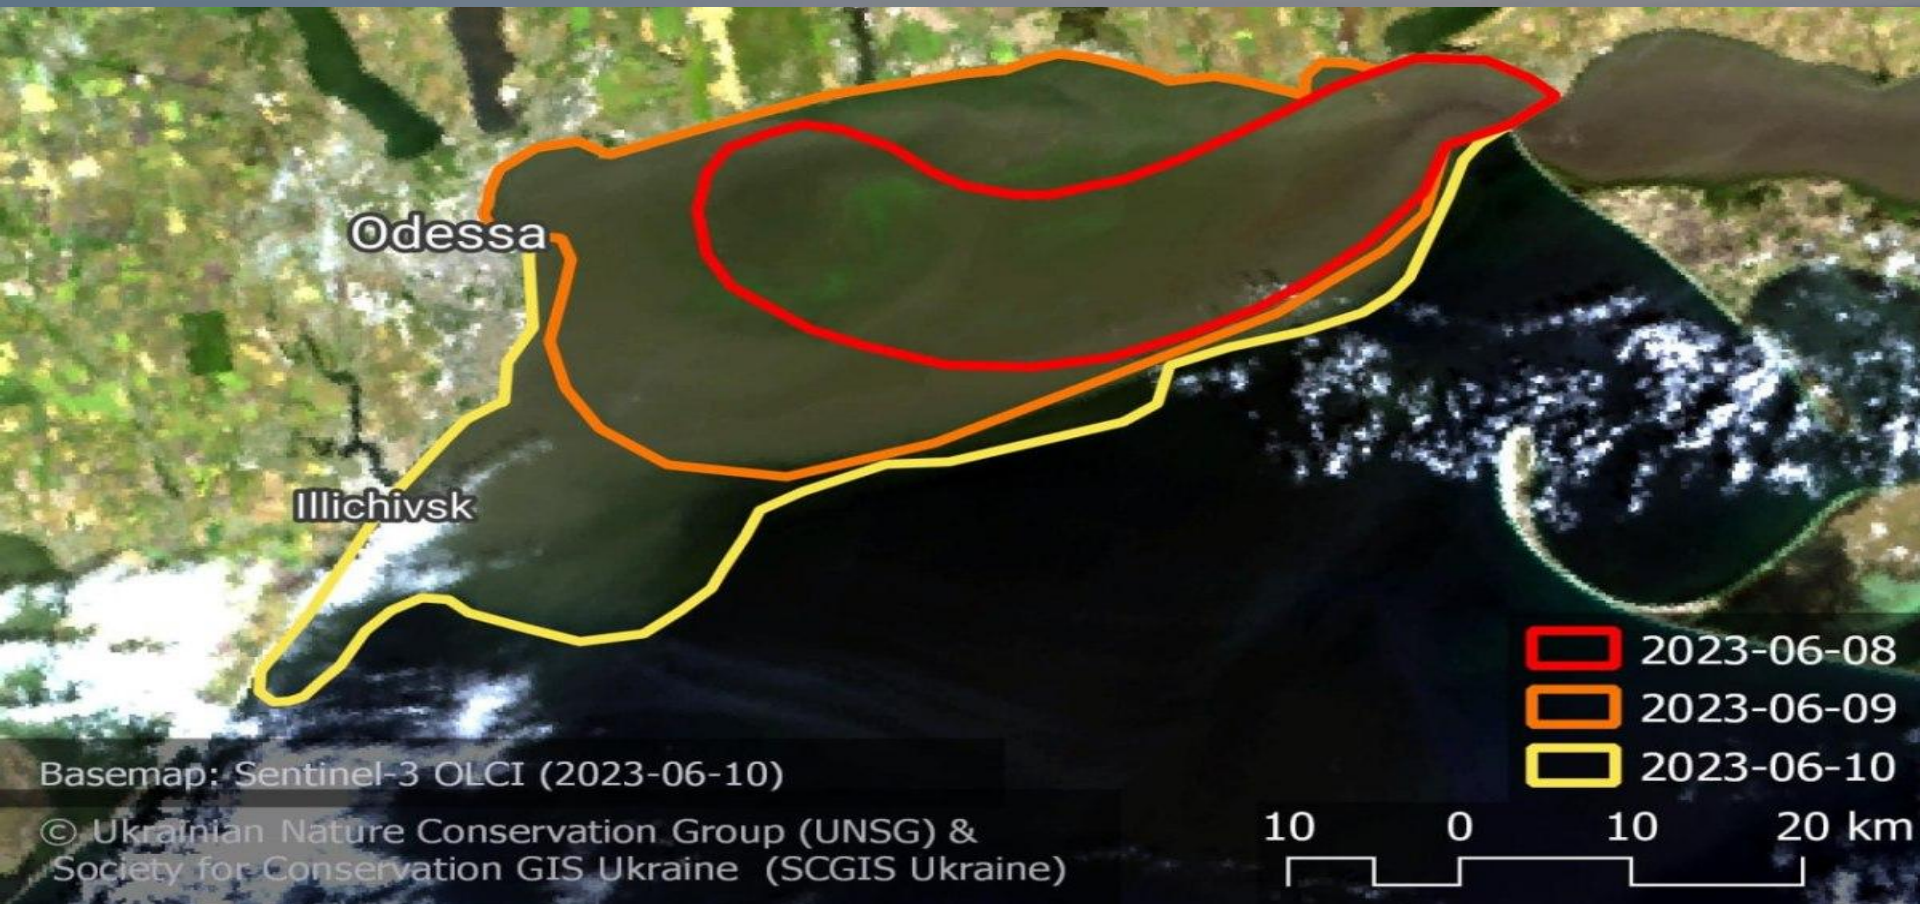 Odessa
Illichivsk
2023-06-08
2023-06-09
2023-06-10
Basemap: Sentinel-3 OLCI (2023-06-10)
© Ukrainian Nature Conservation Group (UNSG) &
Society for Conservation GIS Ukraine (SCGIS Ukraine)
10 0 10 20 km